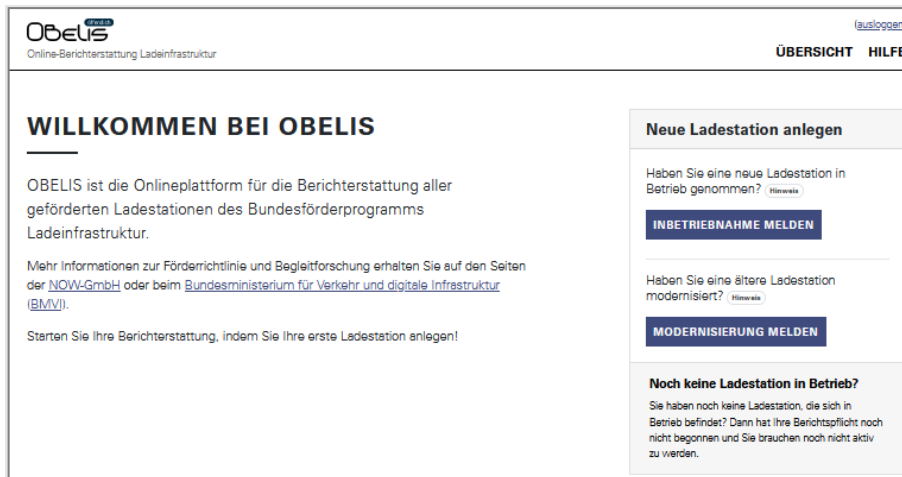 OBELIS
öffentlich
Online-Berichterstattung Ladeinfrastruktur
(ausloggen
ÜBERSICHT HILFE
WILLKOMMEN BEI OBELIS
OBELIS ist die Onlineplattform für die Berichterstattung aller
geförderten Ladestationen des Bundesförderprogramms
Ladeinfrastruktur.
Mehr Informationen zur Förderrichtlinie und Begleitforschung erhalten Sie auf den Seiten
der NOW-GmbH oder beim Bundesministerium für Verkehr und digitale Infrastruktur
(BMVI).
Starten Sie Ihre Berichterstattung, indem Sie Ihre erste Ladestation anlegen!
Neue Ladestation anlegen
Haben Sie eine neue Ladestation in
Betrieb genommen? Hinweis
INBETRIEBNAHME MELDEN
Haben Sie eine ältere Ladestation
modernisiert? Hinweis
MODERNISIERUNG MELDEN
Noch keine Ladestation in Betrieb?
Sie haben noch keine Ladestation, die sich in
Betrieb befindet? Dann hat Ihre Berichtspflicht noch
nicht begonnen und Sie brauchen noch nicht aktiv
zu werden.